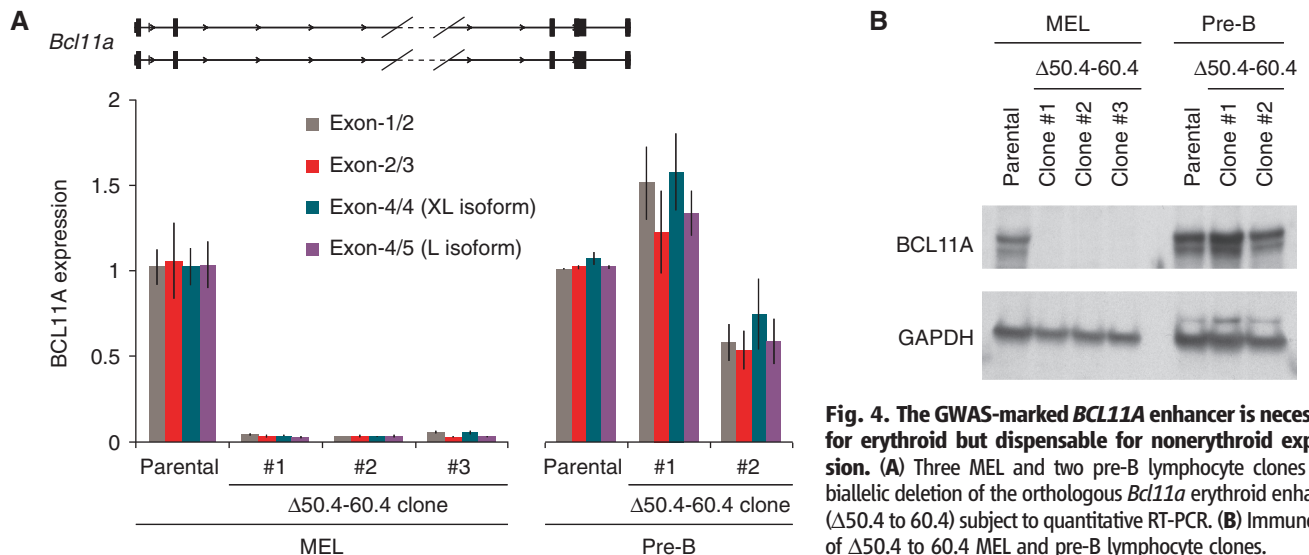 A
Bcl11a
2
1.5
1
0.5
0
BCL11A expression
Exon-1/2
Exon-2/3
Exon-4/4 (XL isoform)
Exon-4/5 (L isoform)
Parental #1 #2 #3 Parental #1 #2
Δ50.4-60.4 clone Δ50.4-60.4 clone
MEL Pre-B
B
MEL Pre-B
Δ50.4-60.4 Δ50.4-60.4
Parental Clone #1 Clone #2 Clone #3 Parental Clone #1 Clone #2
BCL11A
GAPDH
Fig. 4. The GWAS-marked BCL11A enhancer is neces
for erythroid but dispensable for nonerythroid exp
sion. (A) Three MEL and two pre-B lymphocyte clones
biallelic deletion of the orthologous Bcl11a erythroid enha
(Δ50.4 to 60.4) subject to quantitative RT-PCR. (B) Immune
of Δ50.4 to 60.4 MEL and pre-B lymphocyte clones.